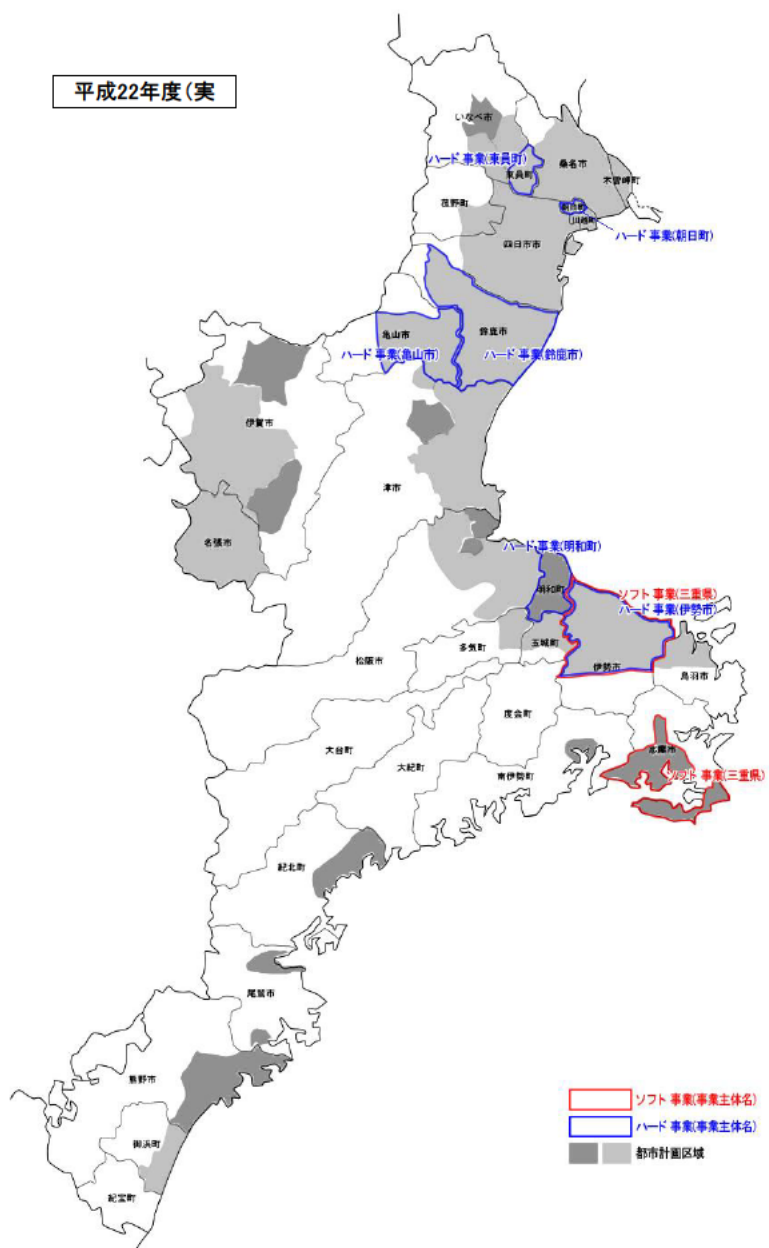 平成22年度(実
いなべ市
ハード 事業(東員町)
東員町
桑名市
木曽岬町
菰野町
朝日町
川越町
ハード 事業(朝日町)
四日市市
亀山市
鈴鹿市
ハード 事業(亀山市)
ハード 事業(鈴鹿市)
伊賀市
津市
名張市
ハード 事業(明和町)
明和町
ソフト 事業(三重県)
ハード 事業(伊勢市)
玉城町
多気町
松阪市
伊勢市
鳥羽市
度会町
大台町
大紀町
南伊勢町
志摩市
ソフト 事業(三重県)
紀北町
尾鷲市
熊野市
御浜町
紀宝町
ソフト 事業(事業主体名)
ハード 事業(事業主体名)
都市計画区域